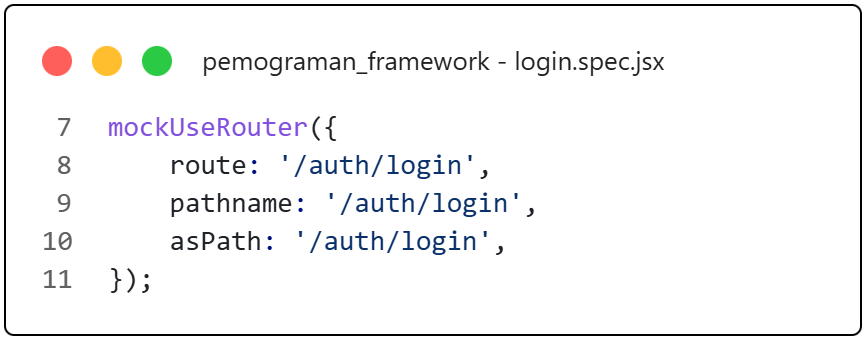 pemograman_framework - login.spec.jsx
7 mockUseRouter({
8     route: '/auth/login',
9     pathname: '/auth/login',
10     asPath: '/auth/login',
11 });